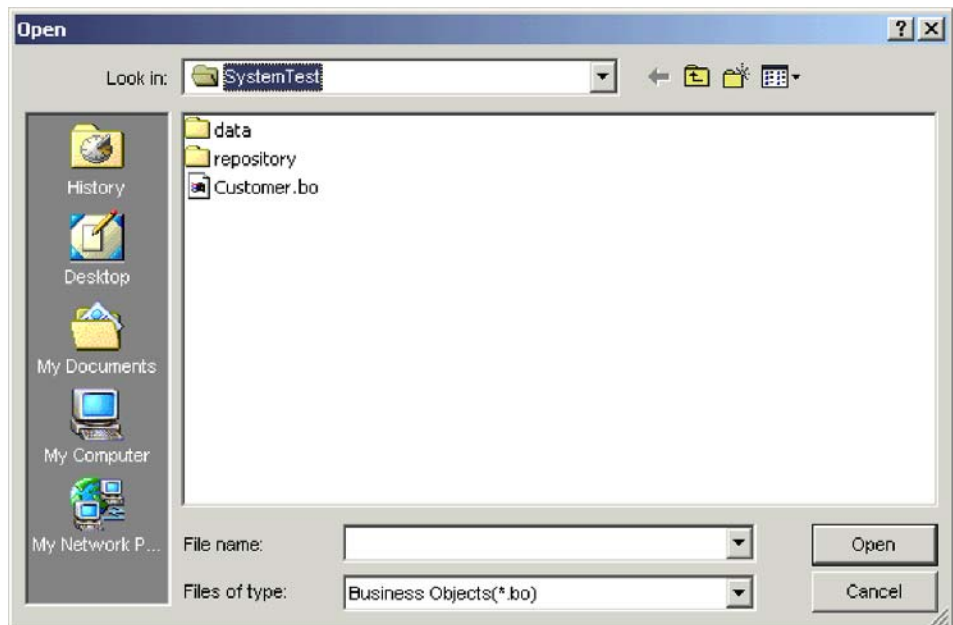 Open
Look in: SystemTest
data
repository
Customer.bo
History
Desktop
My Documents
My Computer
My Network P...
File name:
Open
Files of type: Business Objects(*.bo)
Cancel